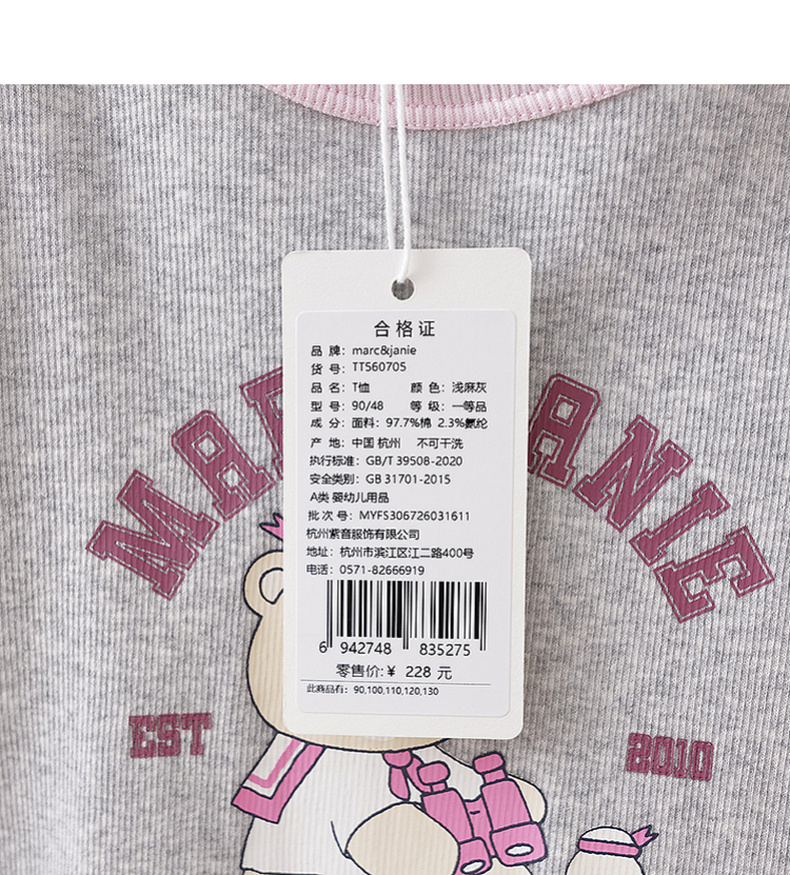 合格证
品 牌: marc&janie
货 号: TT560705
品 名: T恤 颜 色: 浅麻灰
型 号: 90/48 等 级: 一等品
成 分: 面料: 97.7%棉 2.3%氨纶
产 地: 中国 杭州 不可干洗
执行标准: GB/T 39508-2020
安全类别: GB 31701-2015
A类 婴幼儿用品
批 次 号: MYFS306726031611
杭州紫音服饰有限公司
地址: 杭州市滨江区江二路400号
电话: 0571-82666919
6 942748 835275
零售价: ¥ 228 元
此商品有: 90,100,110,120,130
MAR ANIE
EST 2010